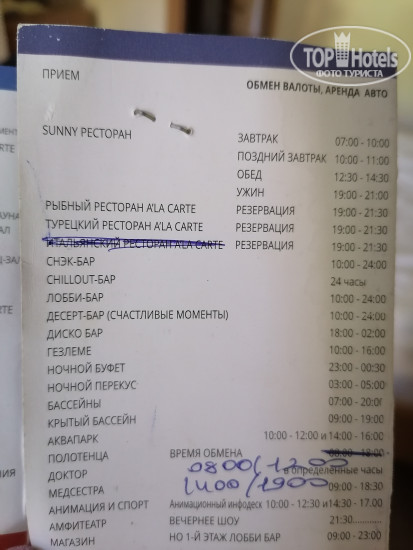 TOP Hotels
ФОТО ТУРИСТА
ПРИЕМ
ОБМЕН ВАЛОТЫ, АРЕНДА АВТО
SUNNY РЕСТОРАН ЗАВТРАК 07:00 - 10:00
ПОЗДНИЙ ЗАВТРАК 10:00 - 11:00
ОБЕД 12:30 - 14:30
УЖИН 19:00 - 21:00
РЫБНЫЙ РЕСТОРАН A'LA CARTE РЕЗЕРВАЦИЯ 19:00 - 21:30
ТУРЕЦКИЙ РЕСТОРАН A'LA CARTE РЕЗЕРВАЦИЯ 19:00 - 21:30
ИТАЛЬЯНСКИЙ РЕСТОРАН A'LA CARTE РЕЗЕРВАЦИЯ 19:00 - 21:30
СНЭК-БАР 10:00 - 24:00
CHILLOUT-БАР 24 часы
ЛОББИ-БАР 10:00 - 24:00
ДЕСЕРТ-БАР (СЧАСТЛИВЫЕ МОМЕНТЫ) 10:00 - 24:00
ДИСКО БАР 18:00 - 02:00
ГЕЗЛЕМЕ 10:00 - 16:00
НОЧНОЙ БУФЕТ 23:00 - 00:30
НОЧНОЙ ПЕРЕКУС 03:00 - 05:00
БАССЕЙНЫ 07:00 - 20:00
КРЫТЫЙ БАССЕЙН 09:00 - 19:00
АКВАПАРК 10:00 - 12:00 и 14:00 - 16:00
ПОЛОТЕНЦА ВРЕМЯ ОБМЕНА 08:00 - 18:00
0800/1200
ДОКТОР в определенные часы
1400/1900
МЕДСЕСТРА 09:00 - 18:30
АНИМАЦИЯ И СПОРТ Анимационный инфодеск 10:00 - 12:30 и 14:30 - 17.00
АМФИТЕАТР ВЕЧЕРНЕЕ ШОУ 21:30
МАГАЗИН НО 1-Й ЭТАЖ ЛОББИ БАР 09:00 - 23:00